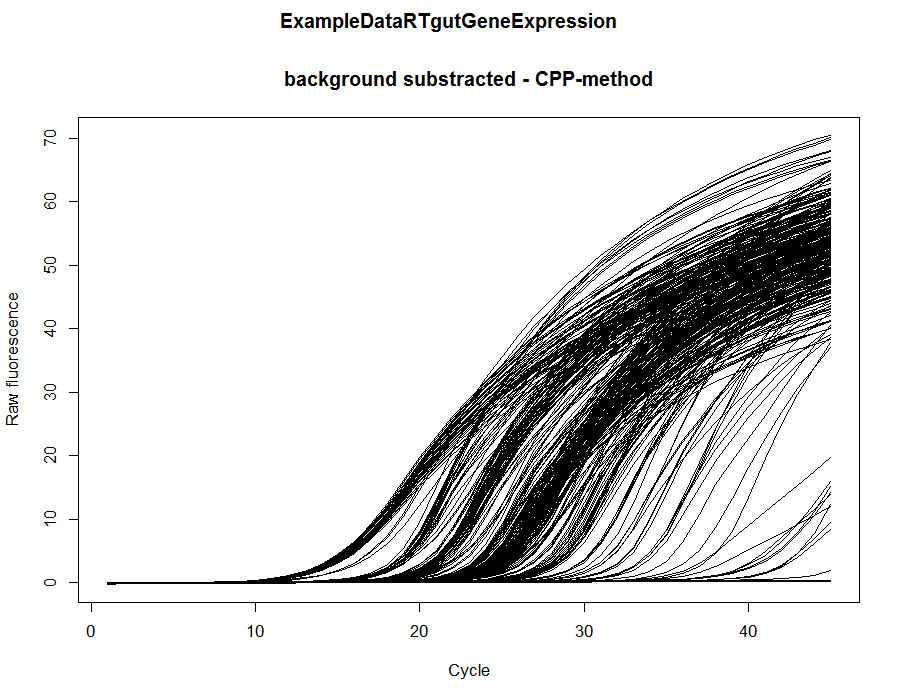 ExampleDataRTgutGeneExpression
background substracted - CPP-method
70
60
50
40
30
20
10
0
Raw fluorescence
0 10 20 30 40
Cycle